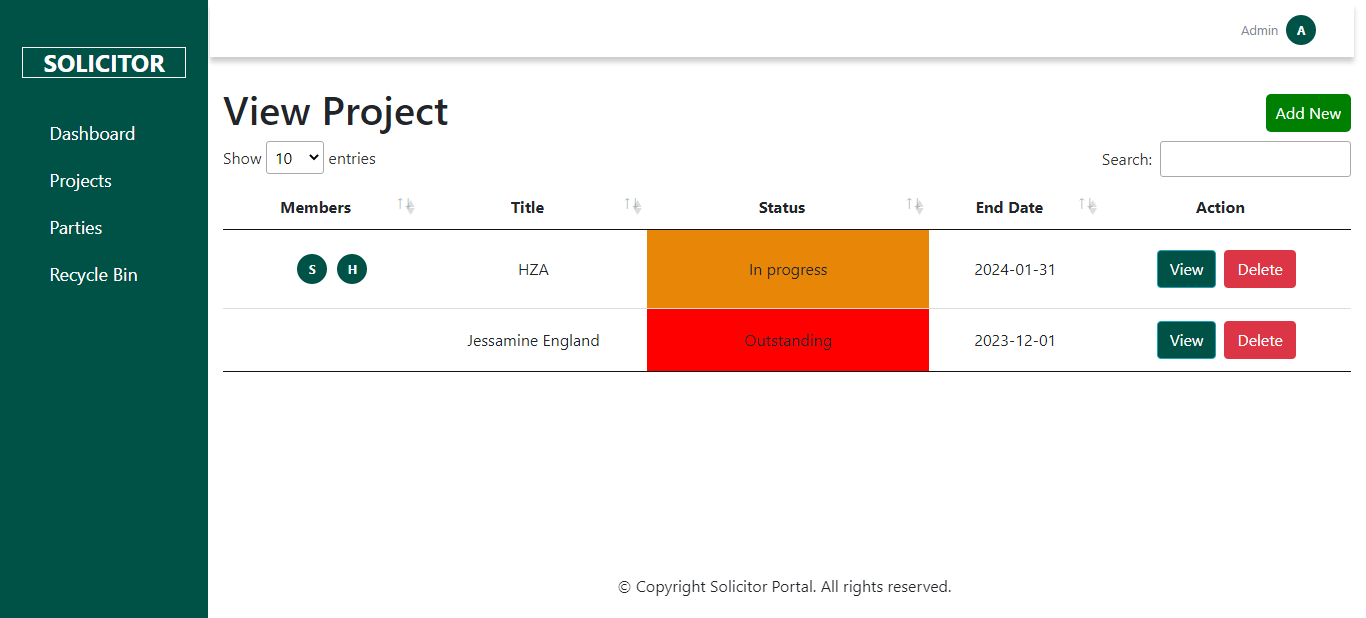 Admin A
SOLICITOR
Dashboard
Projects
Parties
Recycle Bin
View Project
Add New
Show 10 entries
Search:
Members Title Status End Date Action
S H HZA In progress 2024-01-31 View Delete
Jessamine England Outstanding 2023-12-01 View Delete
© Copyright Solicitor Portal. All rights reserved.